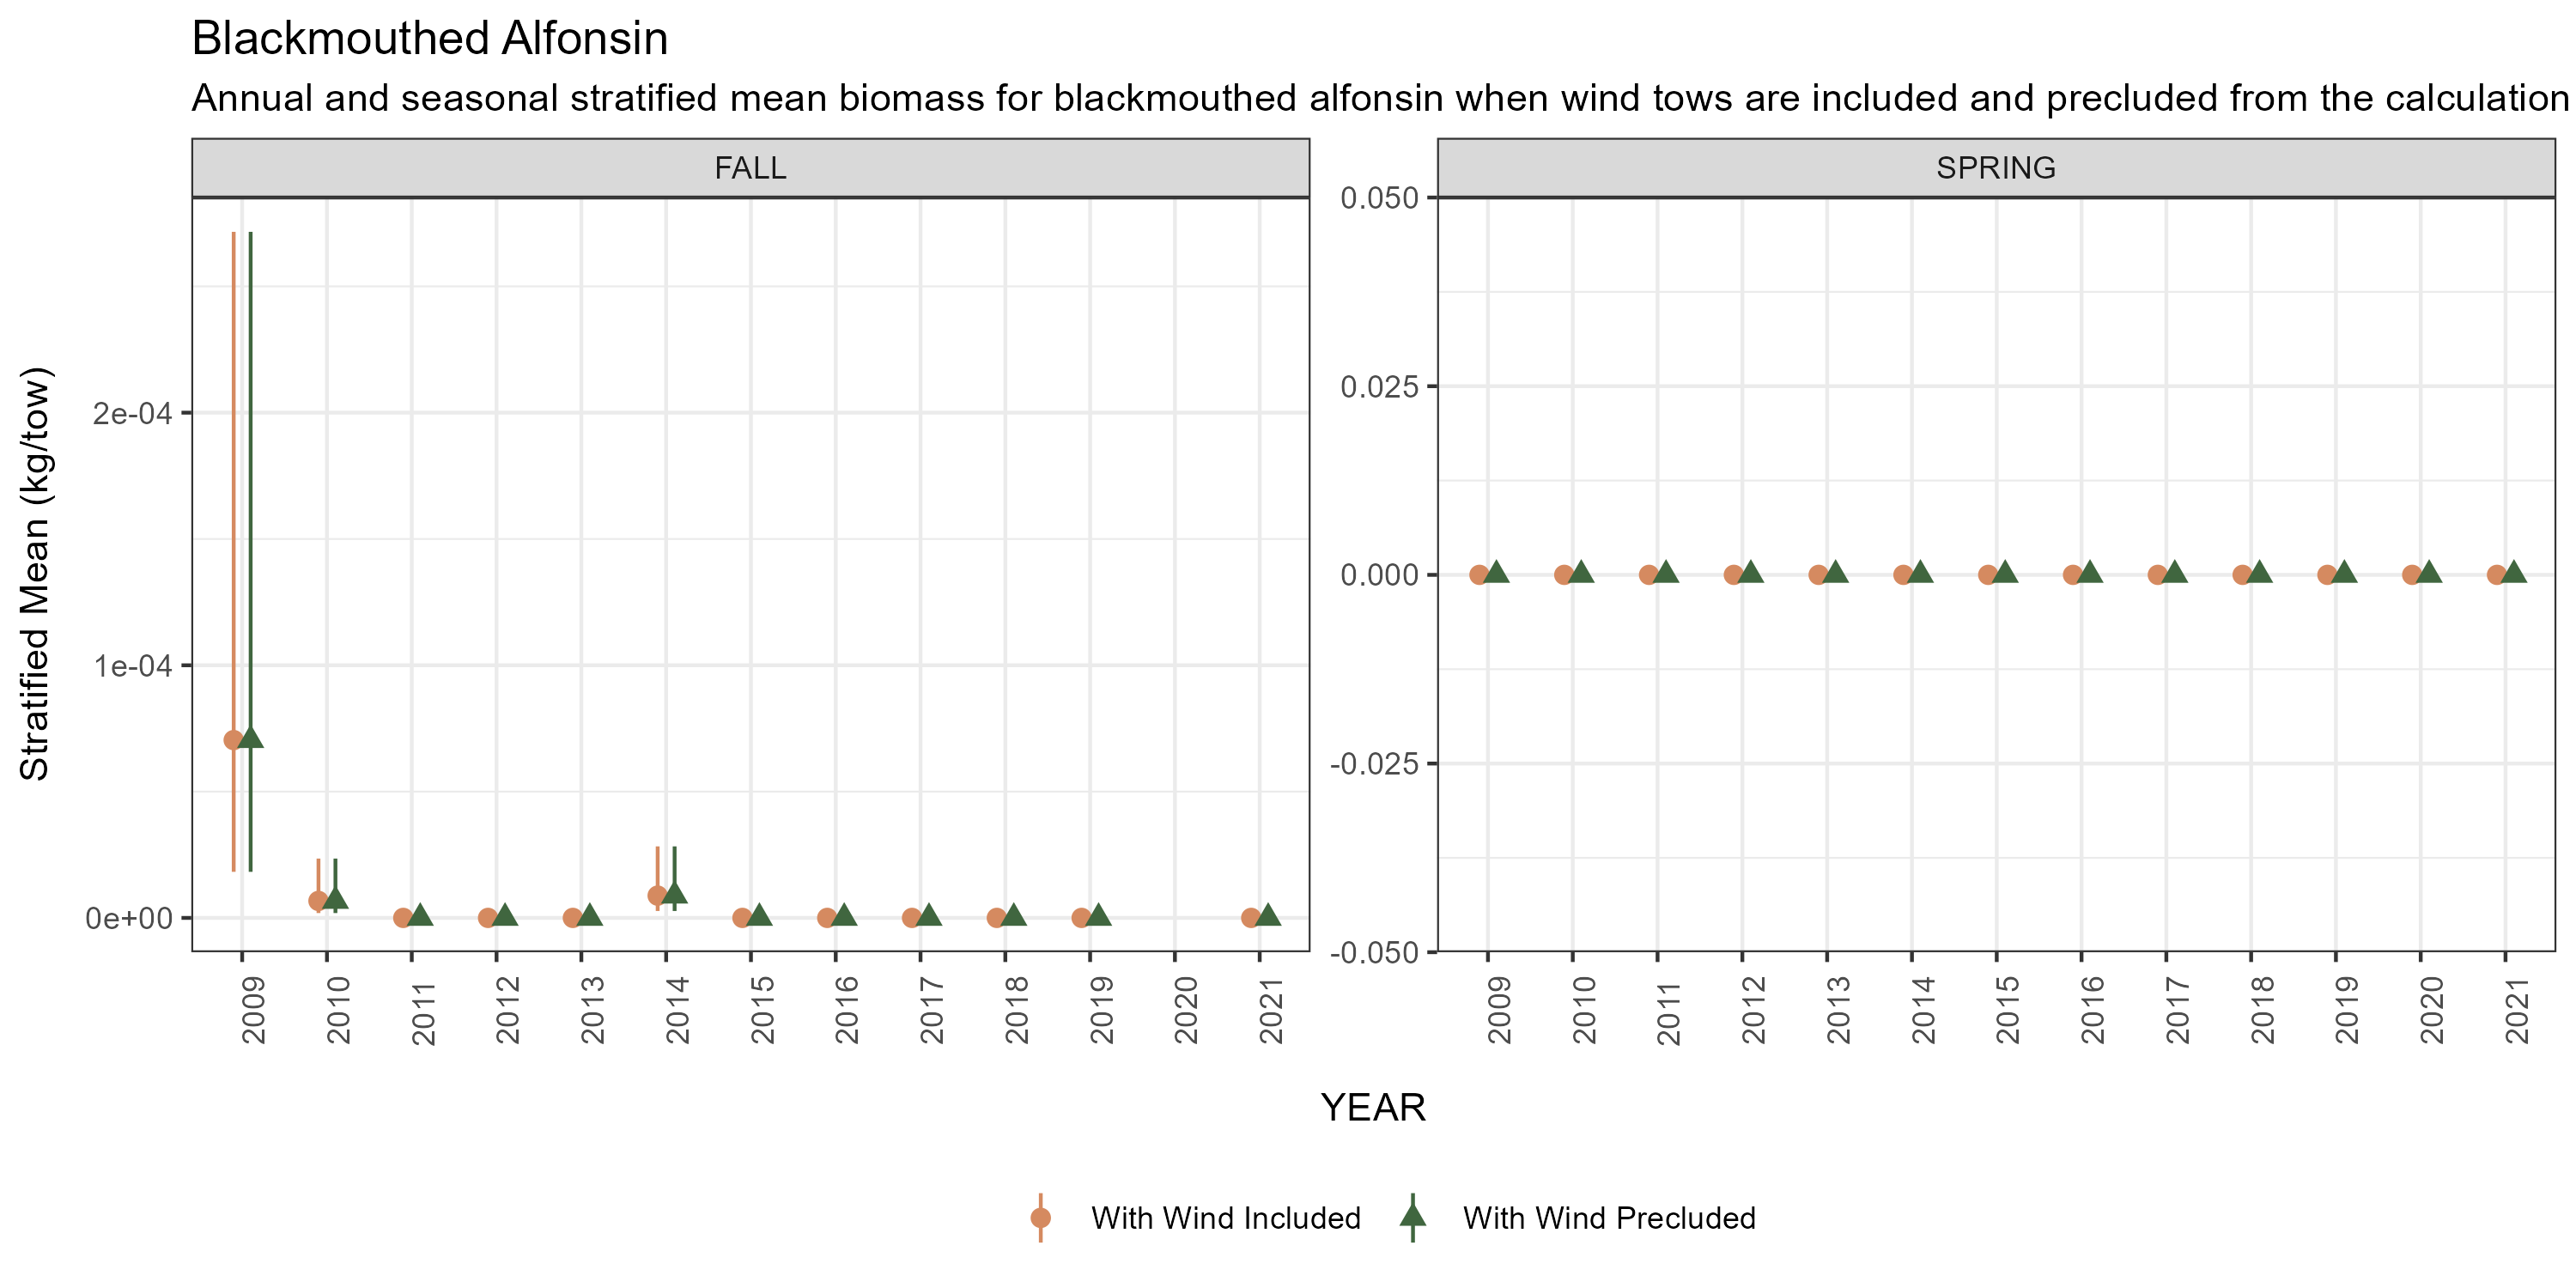 Blackmouthed Alfonsin
Annual and seasonal stratified mean biomass for blackmouthed alfonsin when wind tows are included and precluded from the calculation
FALL
SPRING
Stratified Mean (kg/tow)
2e-04
1e-04
0e+00
0.050
0.025
0.000
-0.025
-0.050
2009 2010 2011 2012 2013 2014 2015 2016 2017 2018 2019 2020 2021
2009 2010 2011 2012 2013 2014 2015 2016 2017 2018 2019 2020 2021
YEAR
With Wind Included With Wind Precluded